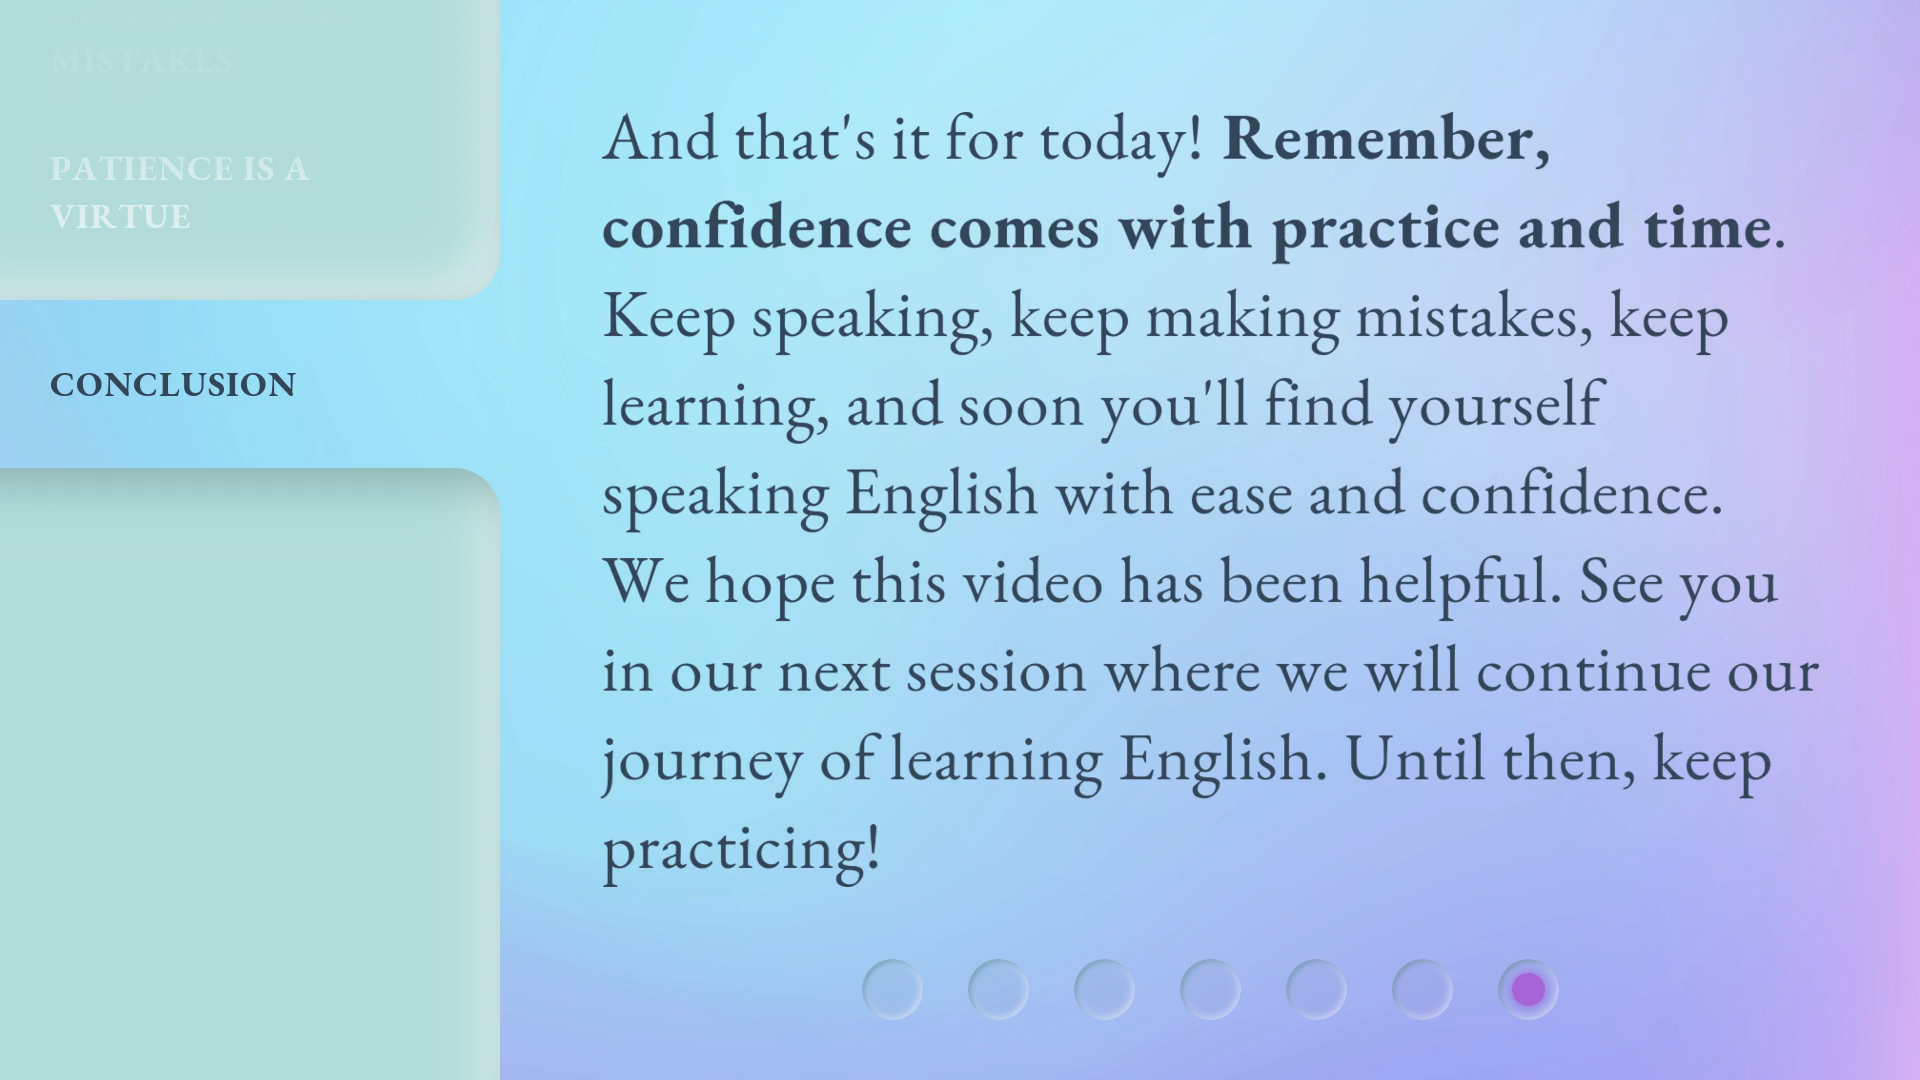 MISTAKES
PATIENCE IS A
VIRTUE
CONCLUSION
And that's it for today! Remember,
confidence comes with practice and time.
Keep speaking, keep making mistakes, keep
learning, and soon you'll find yourself
speaking English with ease and confidence.
We hope this video has been helpful. See you
in our next session where we will continue our
journey of learning English. Until then, keep
practicing!